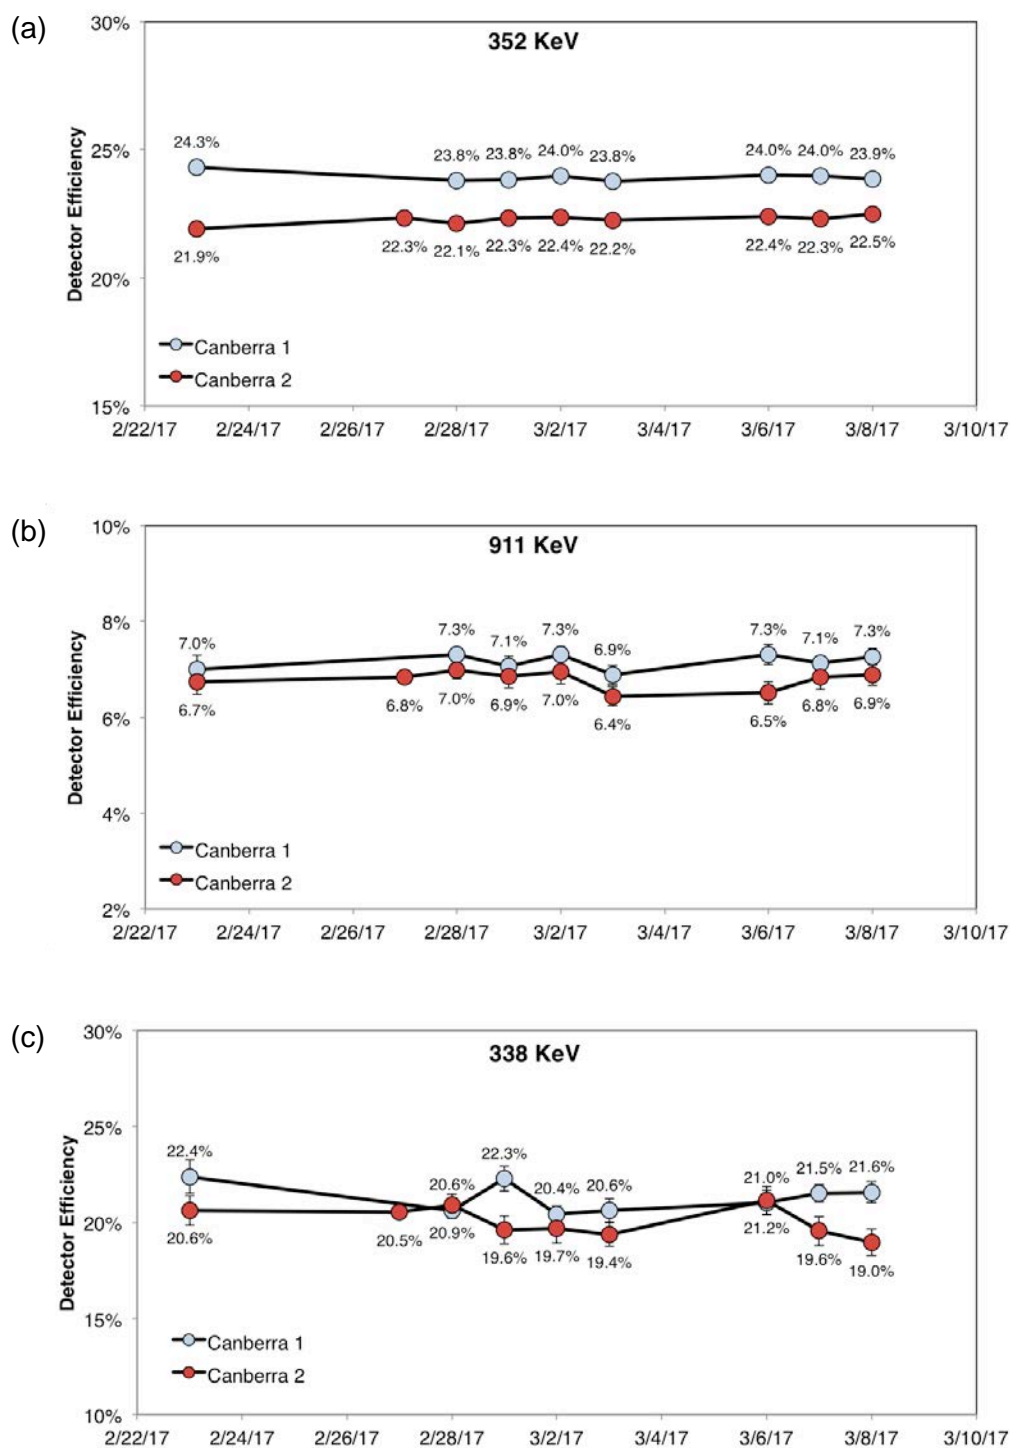 (a)
352 KeV
30%
25%
20%
15%
Detector Efficiency
24.3%
23.8% 23.8% 24.0% 23.8% 24.0% 24.0% 23.9%
21.9%
22.3% 22.1% 22.3% 22.4% 22.2% 22.4% 22.3% 22.5%
Canberra 1
Canberra 2
2/22/17 2/24/17 2/26/17 2/28/17 3/2/17 3/4/17 3/6/17 3/8/17 3/10/17
(b)
911 KeV
10%
8%
6%
4%
2%
Detector Efficiency
7.0% 7.3% 7.1% 7.3% 6.9% 7.3% 7.1% 7.3%
6.7% 6.8% 7.0% 6.9% 7.0% 6.4% 6.5% 6.8% 6.9%
Canberra 1
Canberra 2
2/22/17 2/24/17 2/26/17 2/28/17 3/2/17 3/4/17 3/6/17 3/8/17 3/10/17
(c)
338 KeV
30%
25%
20%
15%
10%
Detector Efficiency
22.4% 20.6% 22.3% 20.4% 20.6% 21.0% 21.5% 21.6%
20.6% 20.5% 20.9% 19.6% 19.7% 19.4% 21.2% 19.6% 19.0%
Canberra 1
Canberra 2
2/22/17 2/24/17 2/26/17 2/28/17 3/2/17 3/4/17 3/6/17 3/8/17 3/10/17